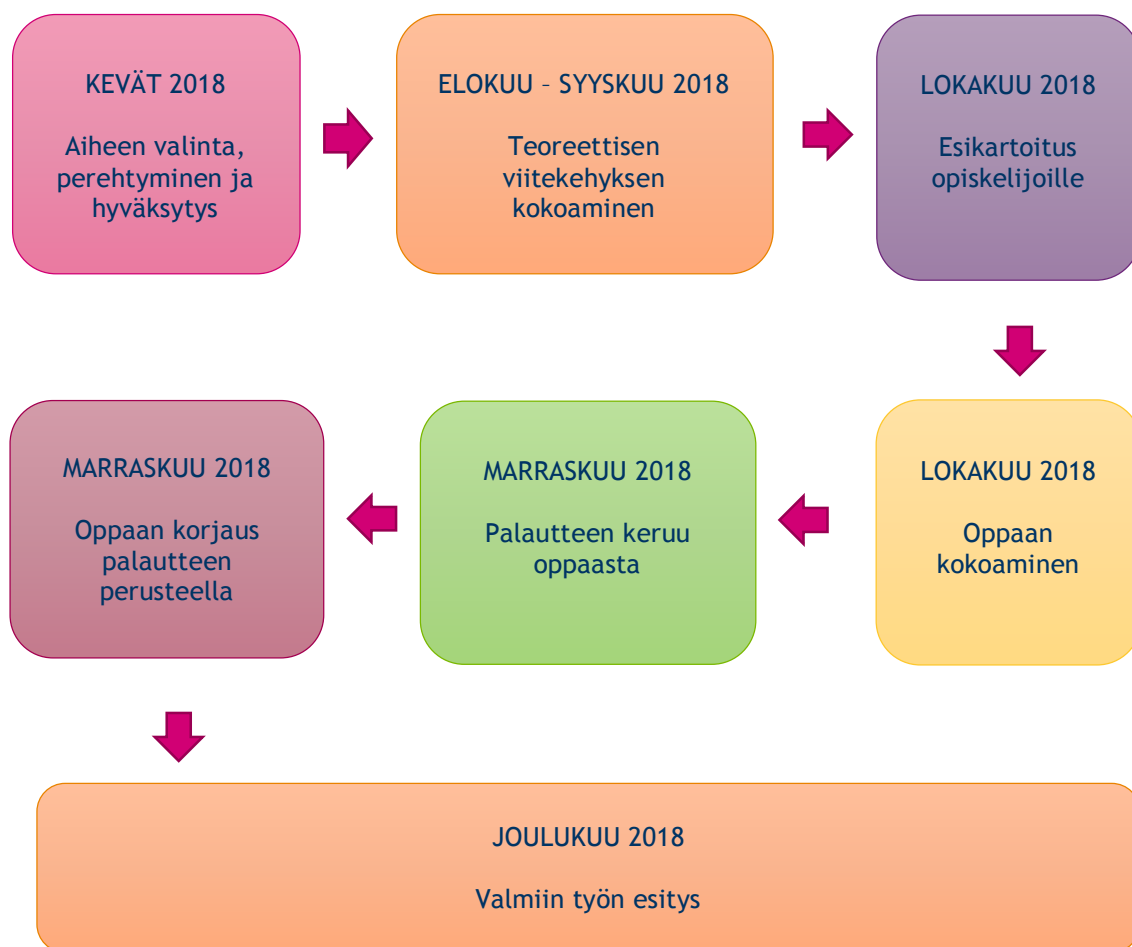 KEVÄT 2018
Aiheen valinta,
perehtyminen ja
hyväksytys
ELOKUU – SYYSKUU 2018
Teoreettisen
viitekehyksen
kokoaminen
LOKAKUU 2018
Esikartoitus
opiskelijoille
LOKAKUU 2018
Oppaan
kokoaminen
MARRASKUU 2018
Palautteen keruu
oppaasta
MARRASKUU 2018
Oppaan korjaus
palautteen
perusteella
JOULUKUU 2018
Valmiin työn esitys